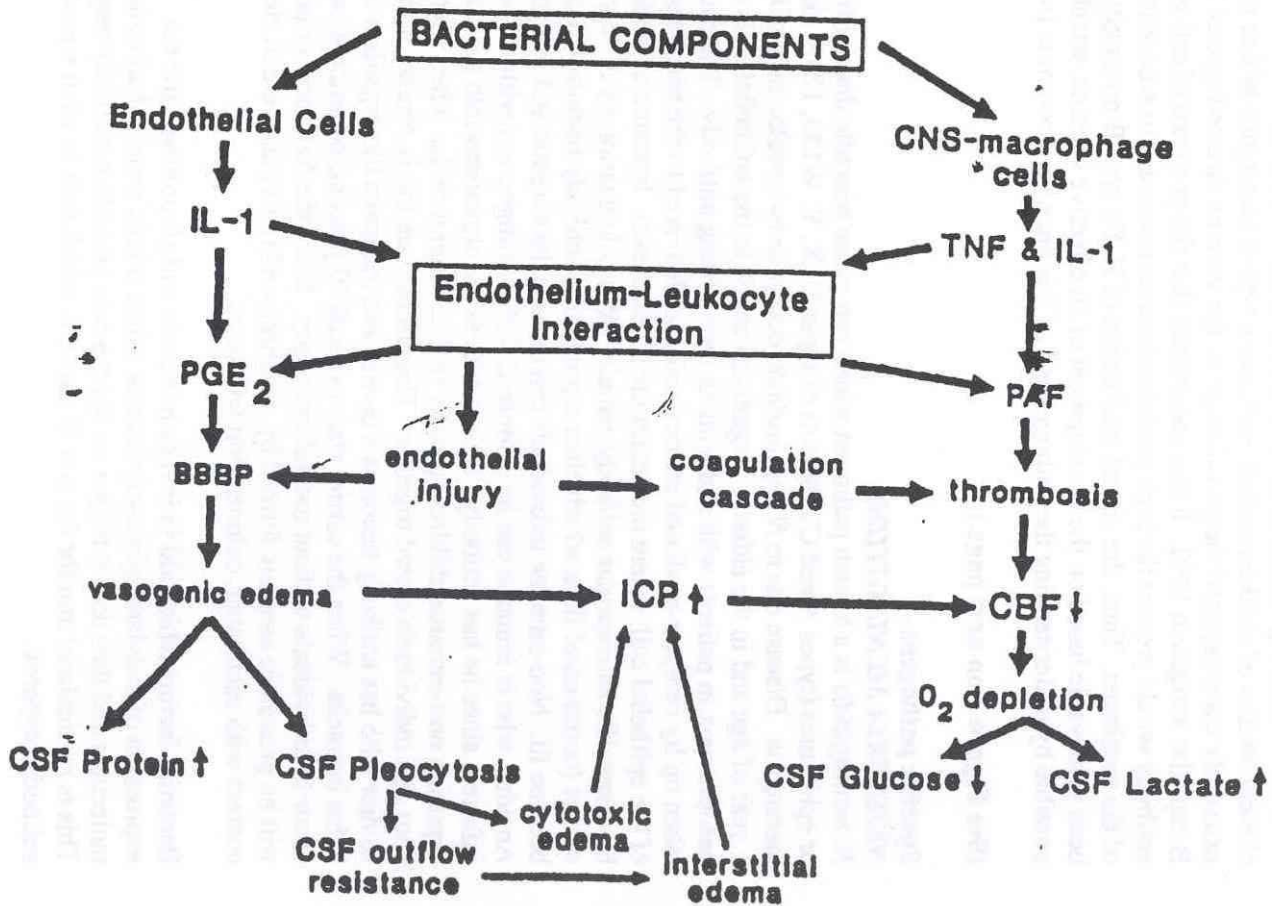 BACTERIAL COMPONENTS
Endothelial Cells
CNS-macrophage
cells
IL-1
TNF & IL-1
Endothelium-Leukocyte
Interaction
PGE2
PAF
BBBP
endothelial
injury
coagulation
cascade
thrombosis
vasogenic edema
ICP ↑
CBF ↓
O2 depletion
CSF Protein ↑
CSF Pleocytosis
CSF Glucose ↓
CSF Lactate ↑
cytotoxic
edema
CSF outflow
resistance
interstitial
edema